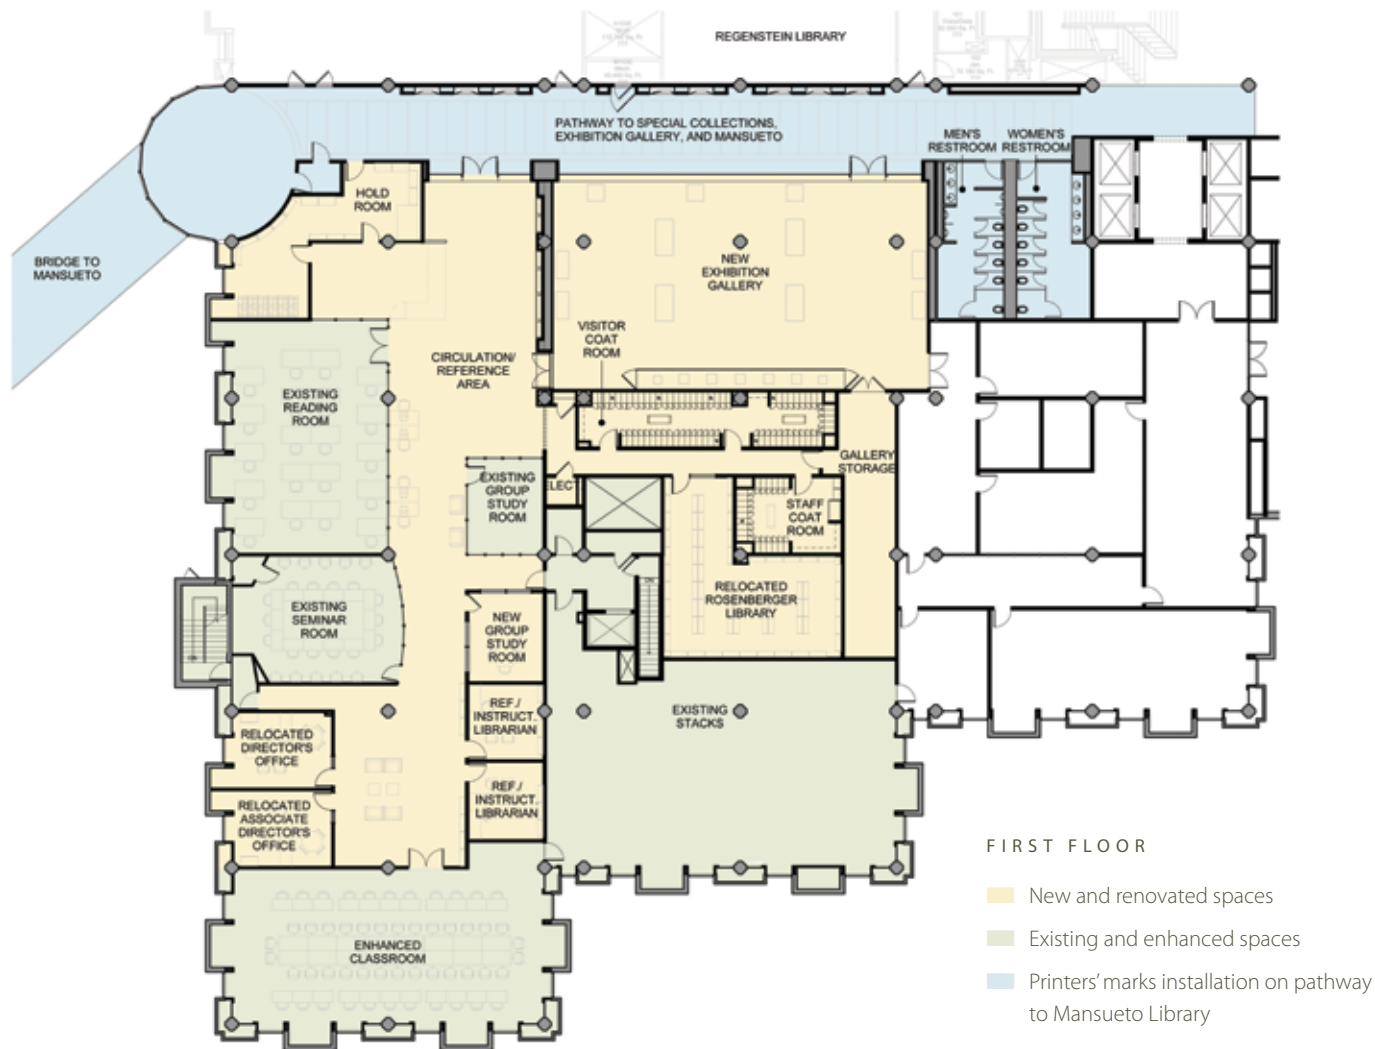 REGENSTEIN LIBRARY
PATHWAY TO SPECIAL COLLECTIONS,
EXHIBITION GALLERY, AND MANSUETO
MEN'S
RESTROOM
WOMEN'S
RESTROOM
HOLD
ROOM
BRIDGE TO
MANSUETO
NEW
EXHIBITION
GALLERY
VISITOR
COAT
ROOM
CIRCULATION/
REFERENCE
AREA
EXISTING
READING
ROOM
GALLERY
STORAGE
EXISTING
GROUP
STUDY
ROOM
ELEC
STAFF
COAT
ROOM
RELOCATED
ROSENBERGER
LIBRARY
EXISTING
SEMINAR
ROOM
NEW
GROUP
STUDY
ROOM
REF./
INSTRUCT.
LIBRARIAN
EXISTING
STACKS
RELOCATED
DIRECTOR'S
OFFICE
REF./
INSTRUCT.
LIBRARIAN
RELOCATED
ASSOCIATE
DIRECTOR'S
OFFICE
ENHANCED
CLASSROOM
FIRST FLOOR
New and renovated spaces
Existing and enhanced spaces
Printers’ marks installation on pathway
to Mansueto Library